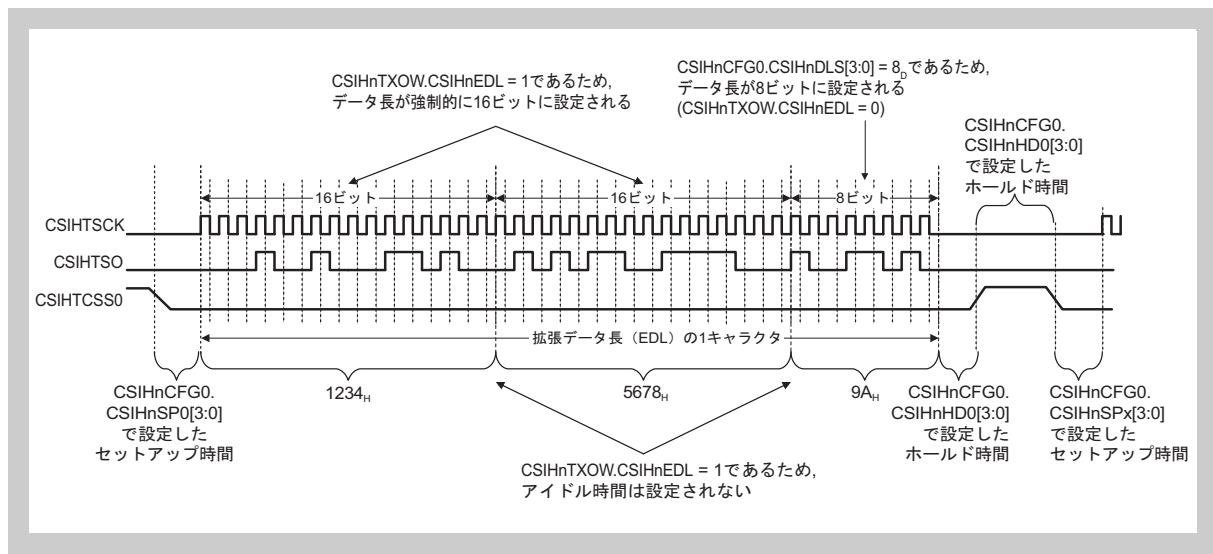 CSIHnTXOW.CSIHnEDL = 1であるため,
データ長が強制的に16ビットに設定される
CSIHnCFG0.CSIHnDLS[3:0] = 8Dであるため,
データ長が8ビットに設定される
(CSIHnTXOW.CSIHnEDL = 0)
CSIHnCFG0.
CSIHnHD0[3:0]
で設定した
ホールド時間
16ビット
16ビット
8ビット
CSIHTSCK
CSIHTSO
CSIHTCSS0
拡張データ長（EDL）の1キャラクタ
CSIHnCFG0.
CSIHnSP0[3:0]
で設定した
セットアップ時間
1234H
5678H
9AH
CSIHnCFG0.
CSIHnHD0[3:0]
で設定した
ホールド時間
CSIHnCFG0.
CSIHnSPx[3:0]
で設定した
セットアップ時間
CSIHnTXOW.CSIHnEDL = 1であるため,
アイドル時間は設定されない